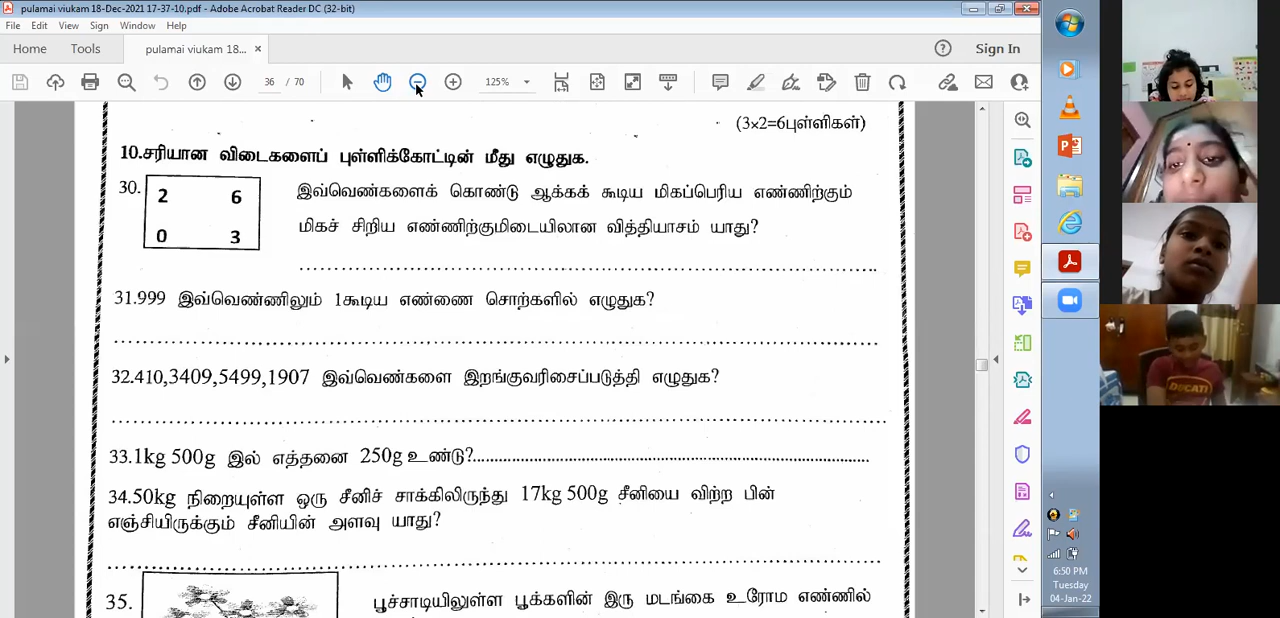 pulamai viukam 18-Dec-2021 17-37-10.pdf - Adobe Acrobat Reader DC (32-bit)
File Edit View Sign Window Help
Home Tools pulamai viukam 18... × Sign In
36 / 70 125%
(3x2=6புள்ளிகள்)
10.சரியான விடைகளைப் புள்ளிக்கோட்டின் மீது எழுதுக.
30. 2 6 இவ்வெண்களைக் கொண்டு ஆக்கக் கூடிய மிகப்பெரிய எண்ணிற்கும்
0 3 மிகச் சிறிய எண்ணிற்குமிடையிலான வித்தியாசம் யாது?
31.999 இவ்வெண்ணிலும் 1கூடிய எண்ணை சொற்களில் எழுதுக?
32.410,3409,5499,1907 இவ்வெண்களை இறங்குவரிசைப்படுத்தி எழுதுக?
33.1kg 500g இல் எத்தனை 250g உண்டு?
34.50kg நிறையுள்ள ஒரு சீனிச் சாக்கிலிருந்து 17kg 500g சீனியை விற்ற பின்
எஞ்சியிருக்கும் சீனியின் அளவு யாது?
35. பூச்சாடியிலுள்ள பூக்களின் இரு மடங்கை உரோம எண்ணில்
6:50 PM
Tuesday
04-Jan-22
DUCATI